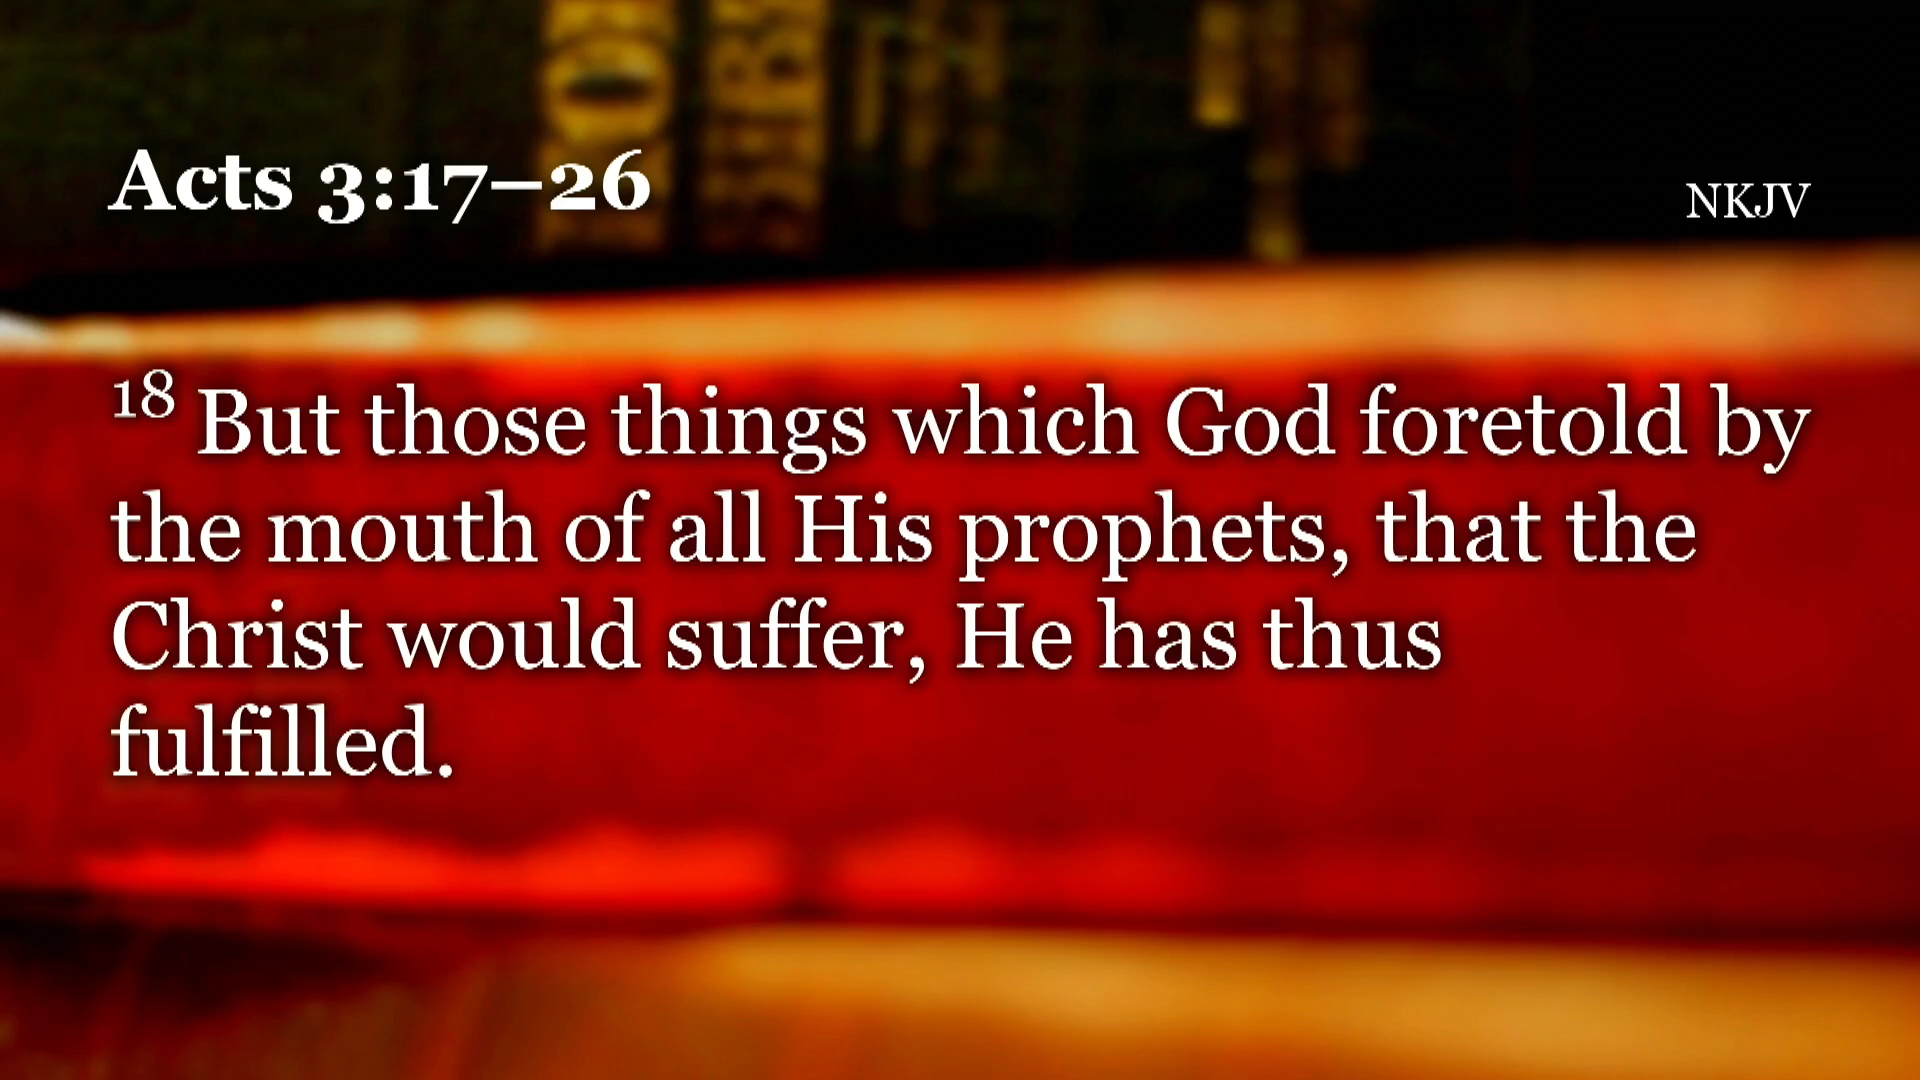 Acts 3:17–26
NKJV
18 But those things which God foretold by
the mouth of all His prophets, that the
Christ would suffer, He has thus
fulfilled.